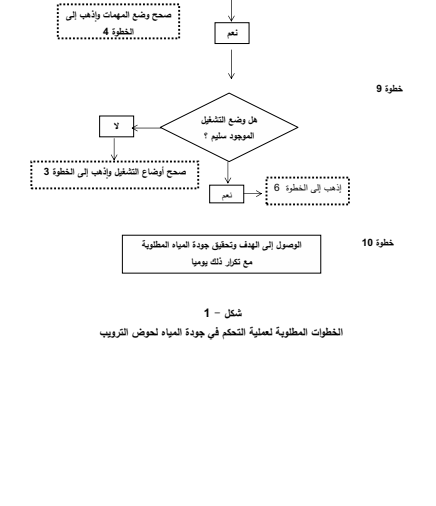 صحح وضع المهمات وإذهب إلى
الخطوة 4
نعم
خطوة 9
هل وضع التشغيل
الموجود سليم ؟
لا
صحح أوضاع التشغيل وإذهب إلى الخطوة 3
نعم
إذهب إلى الخطوة 6
خطوة 10
الوصول إلى الهدف وتحقيق جودة المياه المطلوبة
مع تكرار ذلك يوميا
شكل – 1
الخطوات المطلوبة لعملية التحكم في جودة المياه لحوض الترويب